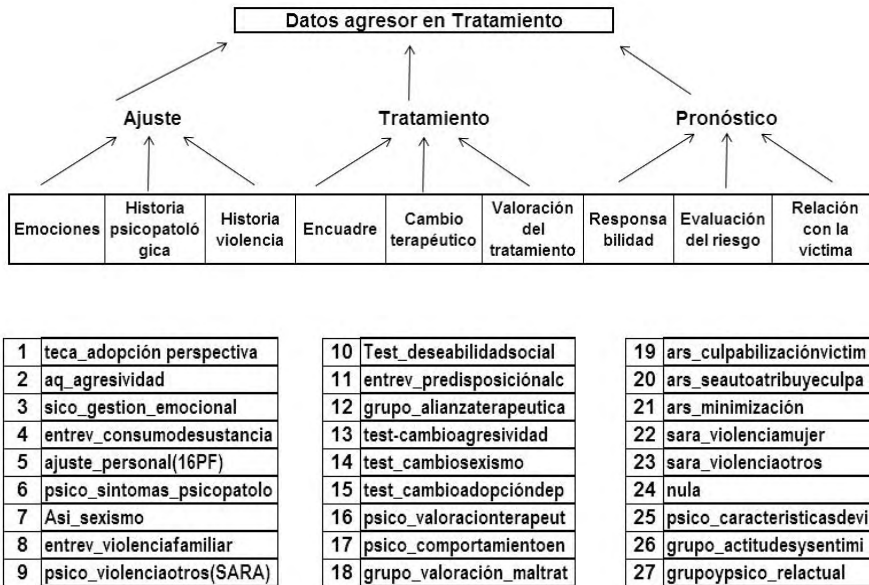 Datos agresor en Tratamiento
Ajuste
Tratamiento
Pronóstico
Emociones
Historia
psicopatoló
gica
Historia
violencia
Encuadre
Cambio
terapéutico
Valoración
del
tratamiento
Responsa
bilidad
Evaluación
del riesgo
Relación
con la
víctima
1 teca_adopción perspectiva
2 aq_agresividad
3 sico_gestion_emocional
4 entrev_consumodesustancia
5 ajuste_personal(16PF)
6 psico_sintomas_psicopatolo
7 Asi_sexismo
8 entrev_violenciafamiliar
9 psico_violenciaotros(SARA)
10 Test_deseabilidadsocial
11 entrev_predisposiciónalc
12 grupo_alianzaterapeutica
13 test-cambioagresividad
14 test_cambiosexismo
15 test_cambioadopcióndep
16 psico_valoracionterapeut
17 psico_comportamientoen
18 grupo_valoración_maltrat
19 ars_culpabilizaciónvictim
20 ars_seautoatribuyeculpa
21 ars_minimización
22 sara_violenciamujer
23 sara_violenciaotros
24 nula
25 psico_caracteristicasdevi
26 grupo_actitudesysentimi
27 grupoypsico_relactual